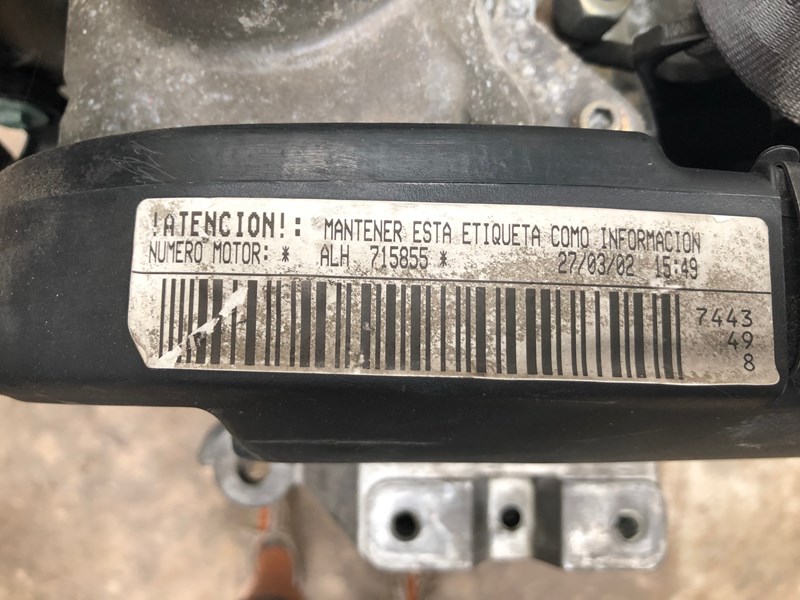 !ATENCION!: MANTENER ESTA ETIQUETA COMO INFORMACION
NUMERO MOTOR: * ALH 715855 * 27/03/02 15:49
7443
49
8